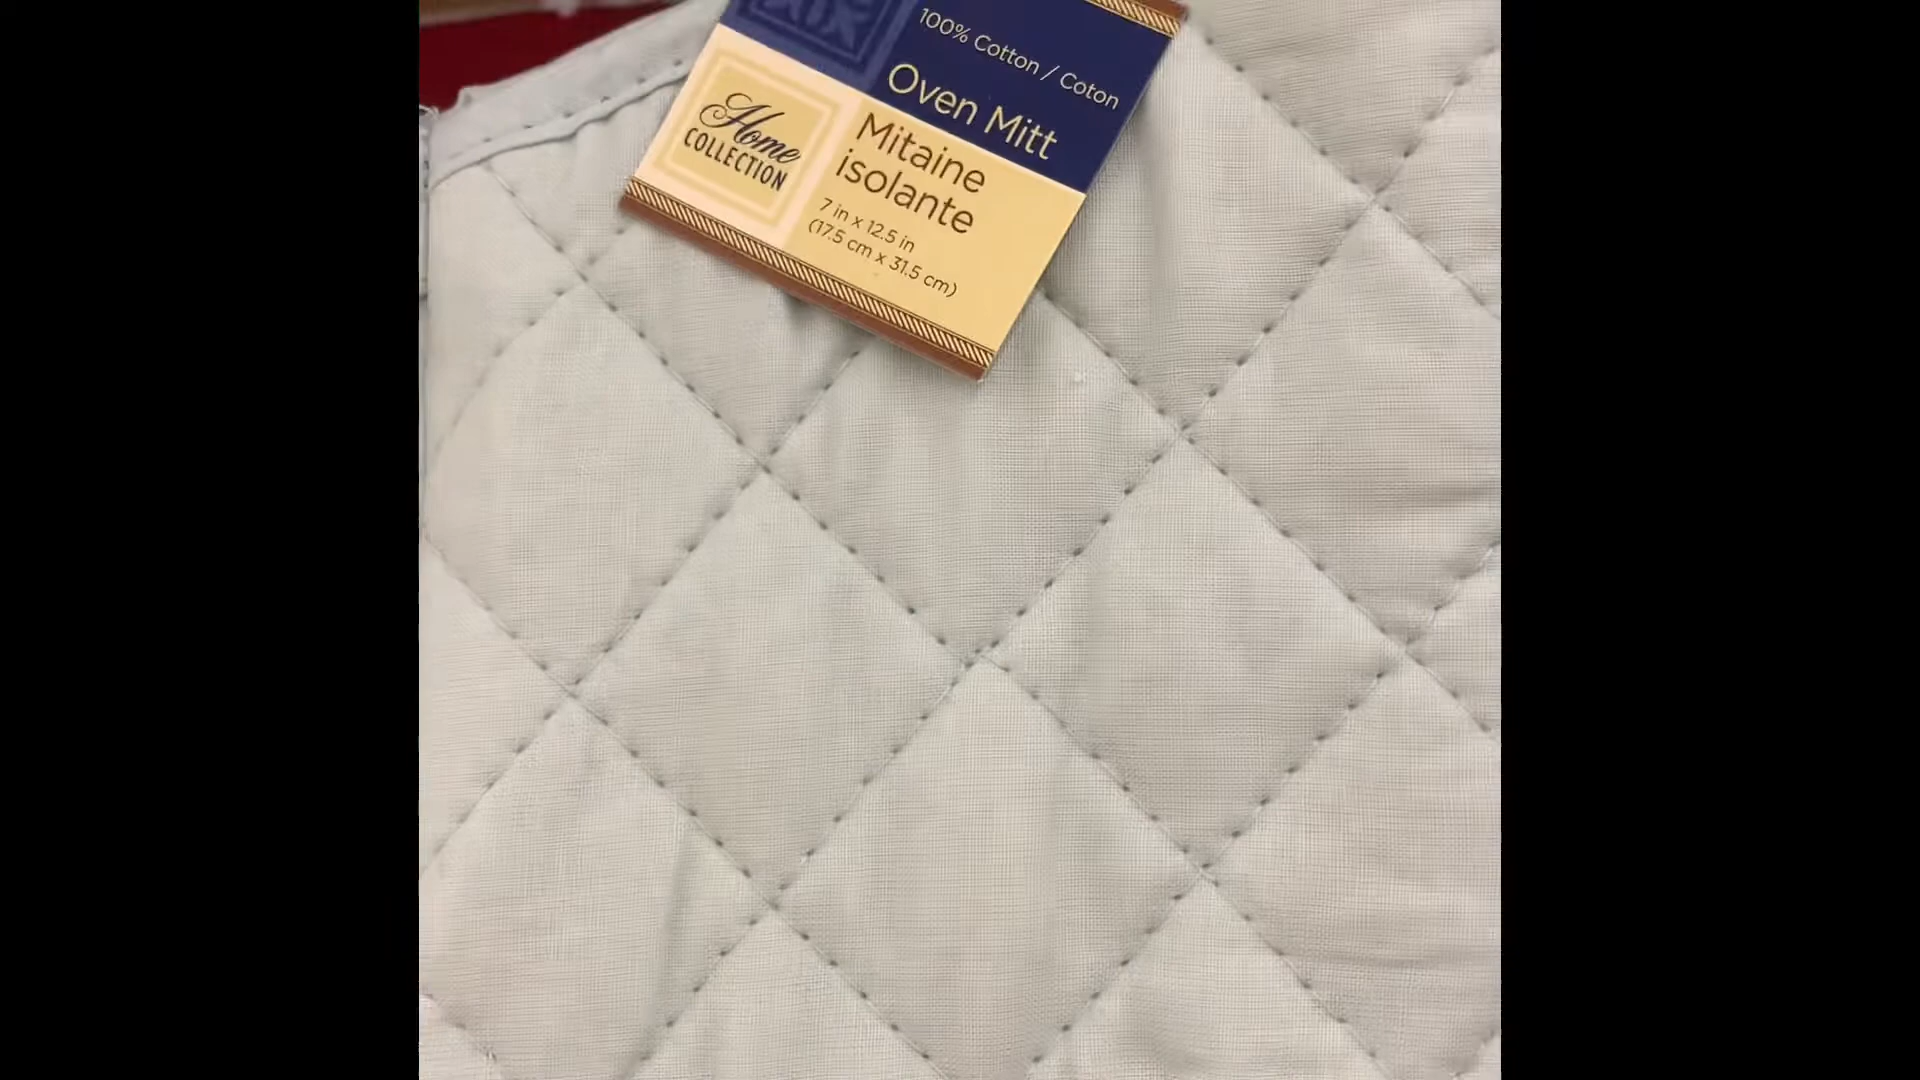 100% Cotton / Coton
Oven Mitt
Home
COLLECTION
Mitaine
isolante
7 in x 12.5 in
(17.5 cm x 31.5 cm)